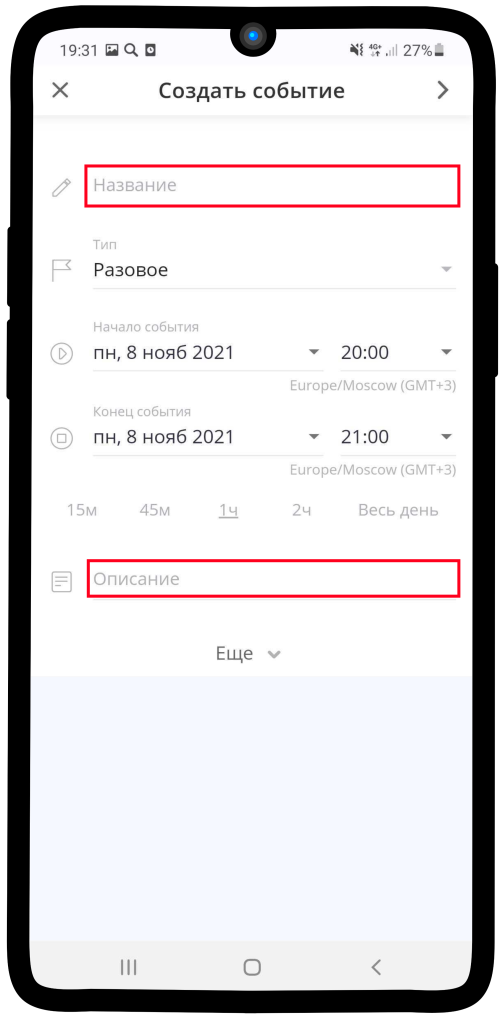 19:31 4G+ 27%
Создать событие
Название
Тип
Разовое
Начало события
пн, 8 нояб 2021 20:00
Europe/Moscow (GMT+3)
Конец события
пн, 8 нояб 2021 21:00
Europe/Moscow (GMT+3)
15м 45м 1ч 2ч Весь день
Описание
Еще